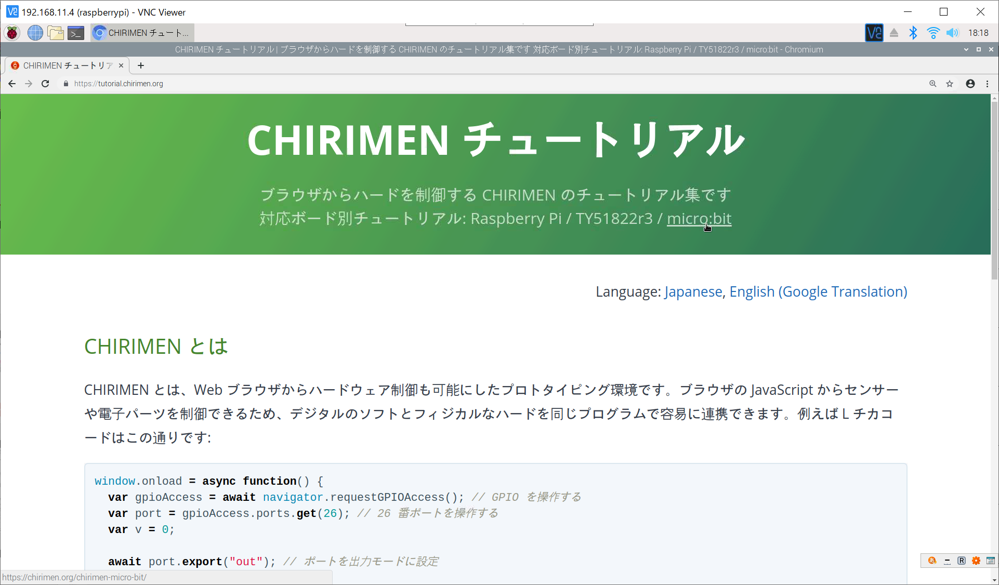 192.168.11.4 (raspberrypi) - VNC Viewer
CHIRIMEN チュート...
18:18
CHIRIMEN チュートリアル | ブラウザからハードを制御する CHIRIMEN のチュートリアル集です 対応ボード別チュートリアル: Raspberry Pi / TY51822r3 / micro:bit - Chromium
CHIRIMEN チュートリア
https://tutorial.chirimen.org
CHIRIMEN チュートリアル
ブラウザからハードを制御する CHIRIMEN のチュートリアル集です
対応ボード別チュートリアル: Raspberry Pi / TY51822r3 / micro:bit
Language: Japanese, English (Google Translation)
CHIRIMEN とは
CHIRIMEN とは、Web ブラウザからハードウェア制御も可能にしたプロトタイピング環境です。ブラウザの JavaScript からセンサー
や電子パーツを制御できるため、デジタルのソフトとフィジカルなハードを同じプログラムで容易に連携できます。例えば L チカコ
ードはこの通りです:
window.onload = async function() {
  var gpioAccess = await navigator.requestGPIOAccess(); // GPIO を操作する
  var port = gpioAccess.ports.get(26); // 26 番ポートを操作する
  var v = 0;
  await port.export("out"); // ポートを出力モードに設定
あ R
https://chirimen.org/chirimen-micro-bit/